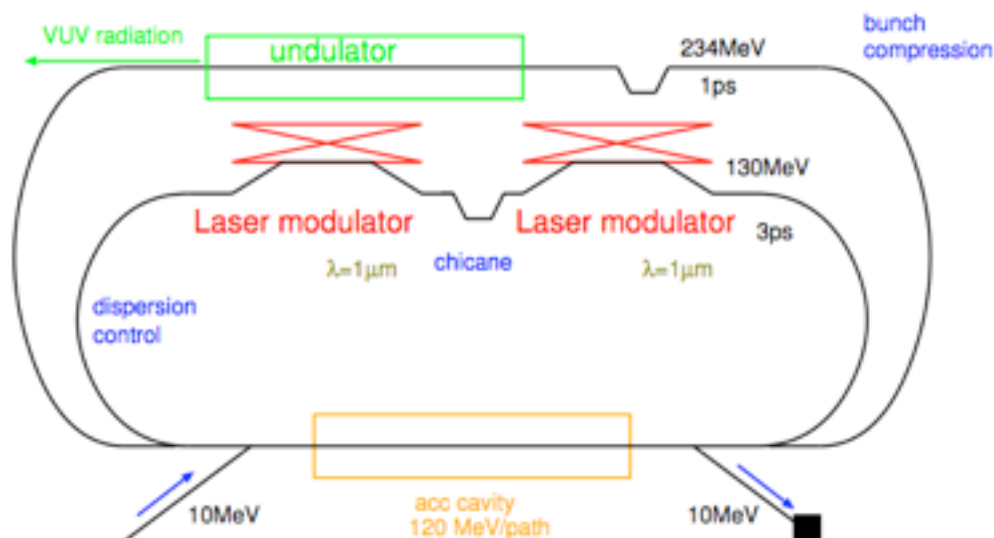 VUV radiation
undulator
234MeV
bunch
compression
1ps
130MeV
Laser modulator
Laser modulator
3ps
λ=1μm
chicane
λ=1μm
dispersion
control
10MeV
acc cavity
120 MeV/path
10MeV